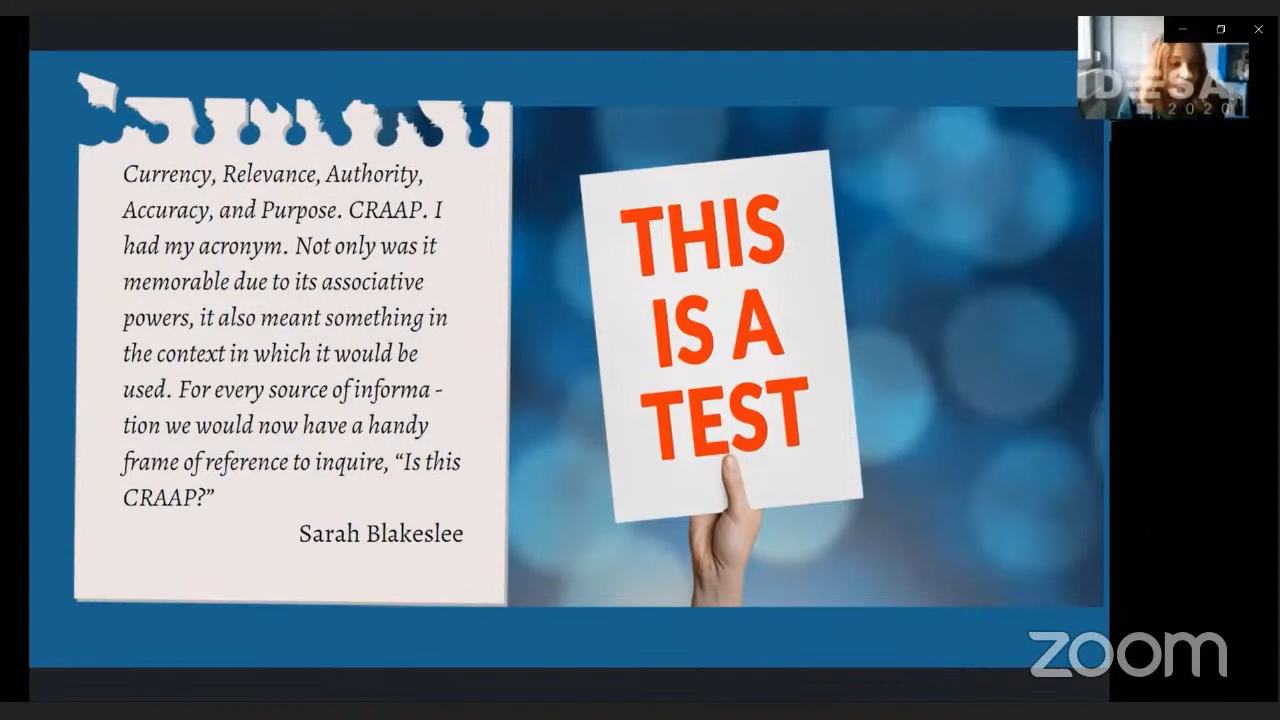 Currency, Relevance, Authority,
Accuracy, and Purpose. CRAAP. I
had my acronym. Not only was it
memorable due to its associative
powers, it also meant something in
the context in which it would be
used. For every source of informa -
tion we would now have a handy
frame of reference to inquire, “Is this
CRAAP?”
Sarah Blakeslee
THIS
IS A
TEST
IDEESA
2020
zoom